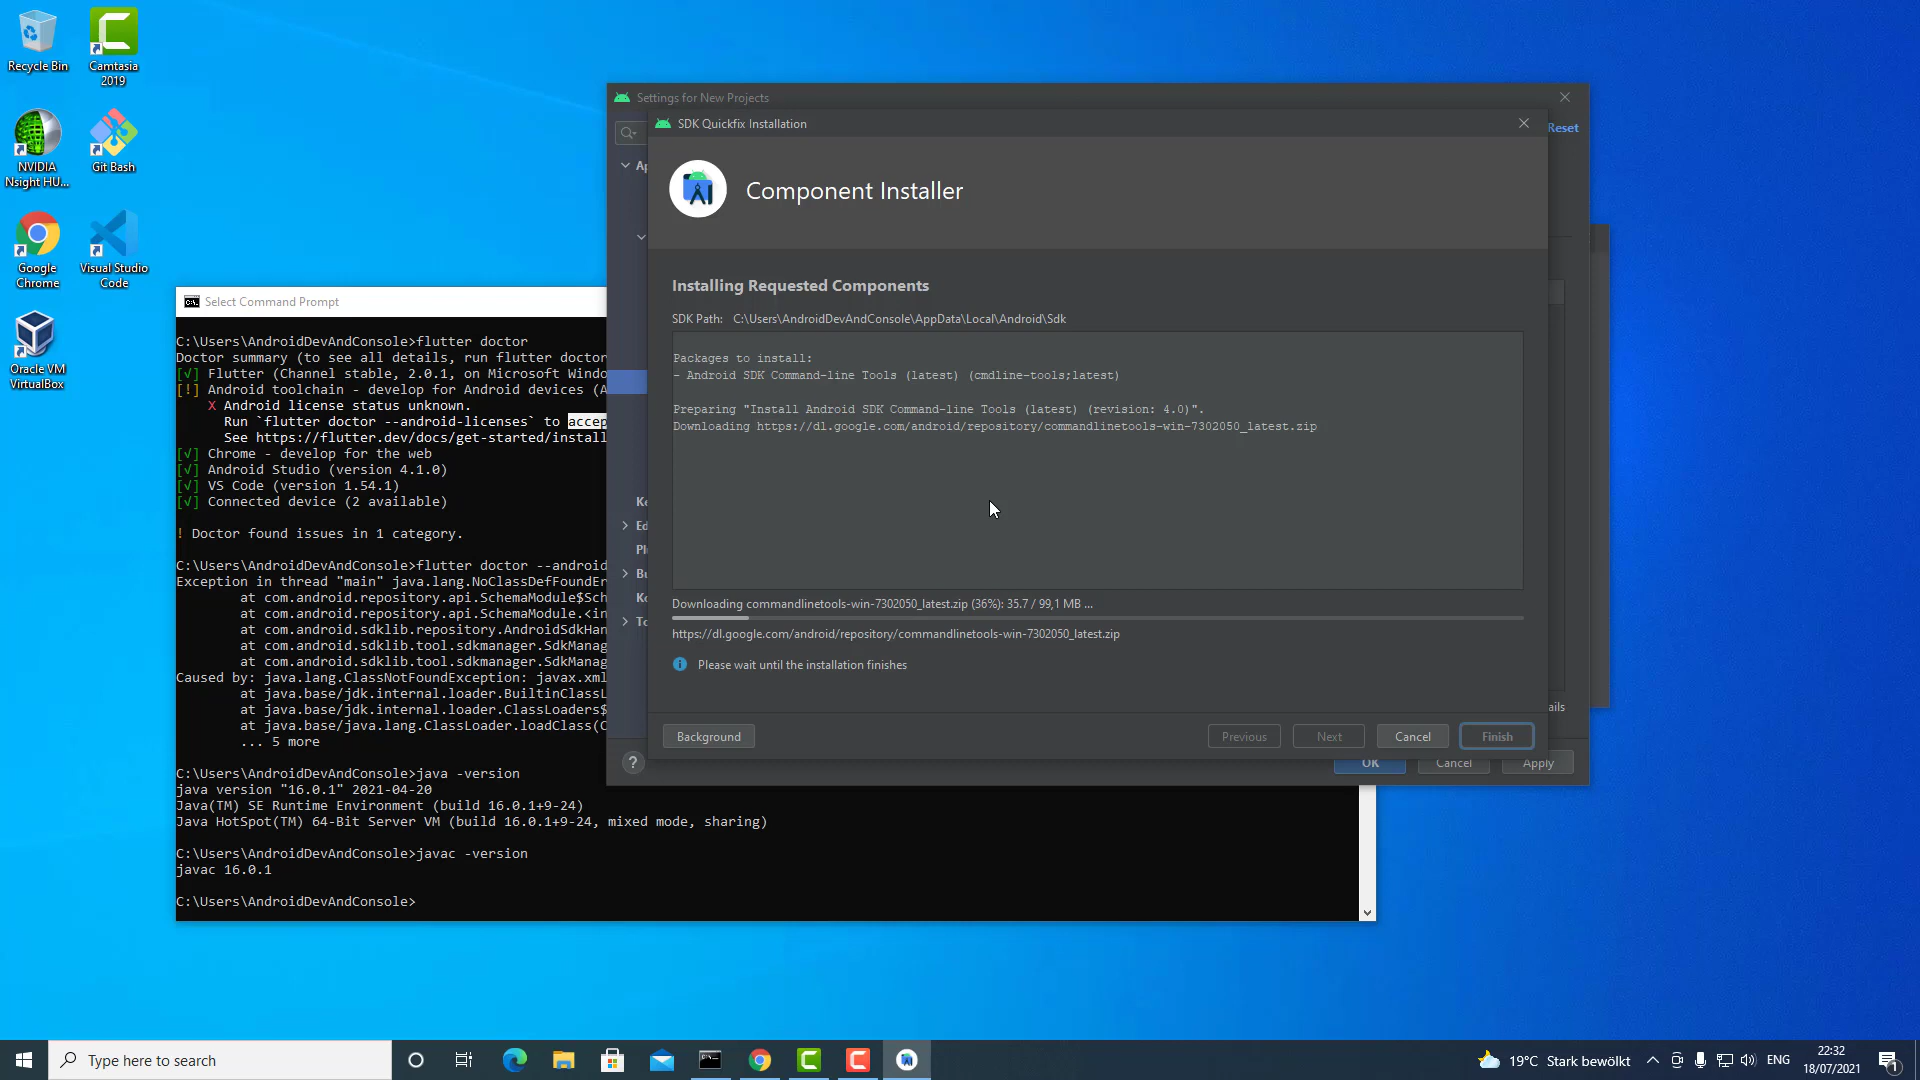 Recycle Bin
Camtasia
2019
NVIDIA
Nsight HU...
Git Bash
Google
Chrome
Visual Studio
Code
Oracle VM
VirtualBox
Select Command Prompt
C:\Users\AndroidDevAndConsole>flutter doctor
Doctor summary (to see all details, run flutter doctor
[√] Flutter (Channel stable, 2.0.1, on Microsoft Windo
[!] Android toolchain - develop for Android devices (A
X Android license status unknown.
Run `flutter doctor --android-licenses` to accep
See https://flutter.dev/docs/get-started/install
[√] Chrome - develop for the web
[√] Android Studio (version 4.1.0)
[√] VS Code (version 1.54.1)
[√] Connected device (2 available)
! Doctor found issues in 1 category.
C:\Users\AndroidDevAndConsole>flutter doctor --android
Exception in thread "main" java.lang.NoClassDefFoundEr
at com.android.repository.api.SchemaModule$Sch
at com.android.repository.api.SchemaModule.<in
at com.android.sdklib.repository.AndroidSdkHan
at com.android.sdklib.tool.sdkmanager.SdkManag
at com.android.sdklib.tool.sdkmanager.SdkManag
Caused by: java.lang.ClassNotFoundException: javax.xml
at java.base/jdk.internal.loader.BuiltinClassL
at java.base/jdk.internal.loader.ClassLoaders$
at java.base/java.lang.ClassLoader.loadClass(C
... 5 more
C:\Users\AndroidDevAndConsole>java -version
java version "16.0.1" 2021-04-20
Java(TM) SE Runtime Environment (build 16.0.1+9-24)
Java HotSpot(TM) 64-Bit Server VM (build 16.0.1+9-24, mixed mode, sharing)
C:\Users\AndroidDevAndConsole>javac -version
javac 16.0.1
C:\Users\AndroidDevAndConsole>
Settings for New Projects
Reset
Ap
Ke
Ed
Pl
Bu
Ko
To
ails
?
OK
Cancel
Apply
SDK Quickfix Installation
Component Installer
Installing Requested Components
SDK Path: C:\Users\AndroidDevAndConsole\AppData\Local\Android\Sdk
Packages to install:
- Android SDK Command-line Tools (latest) (cmdline-tools;latest)
Preparing "Install Android SDK Command-line Tools (latest) (revision: 4.0)".
Downloading https://dl.google.com/android/repository/commandlinetools-win-7302050_latest.zip
Downloading commandlinetools-win-7302050_latest.zip (36%): 35.7 / 99,1 MB ...
https://dl.google.com/android/repository/commandlinetools-win-7302050_latest.zip
Please wait until the installation finishes
Background
Previous
Next
Cancel
Finish
Type here to search
19°C Stark bewölkt
ENG
22:32
18/07/2021
1